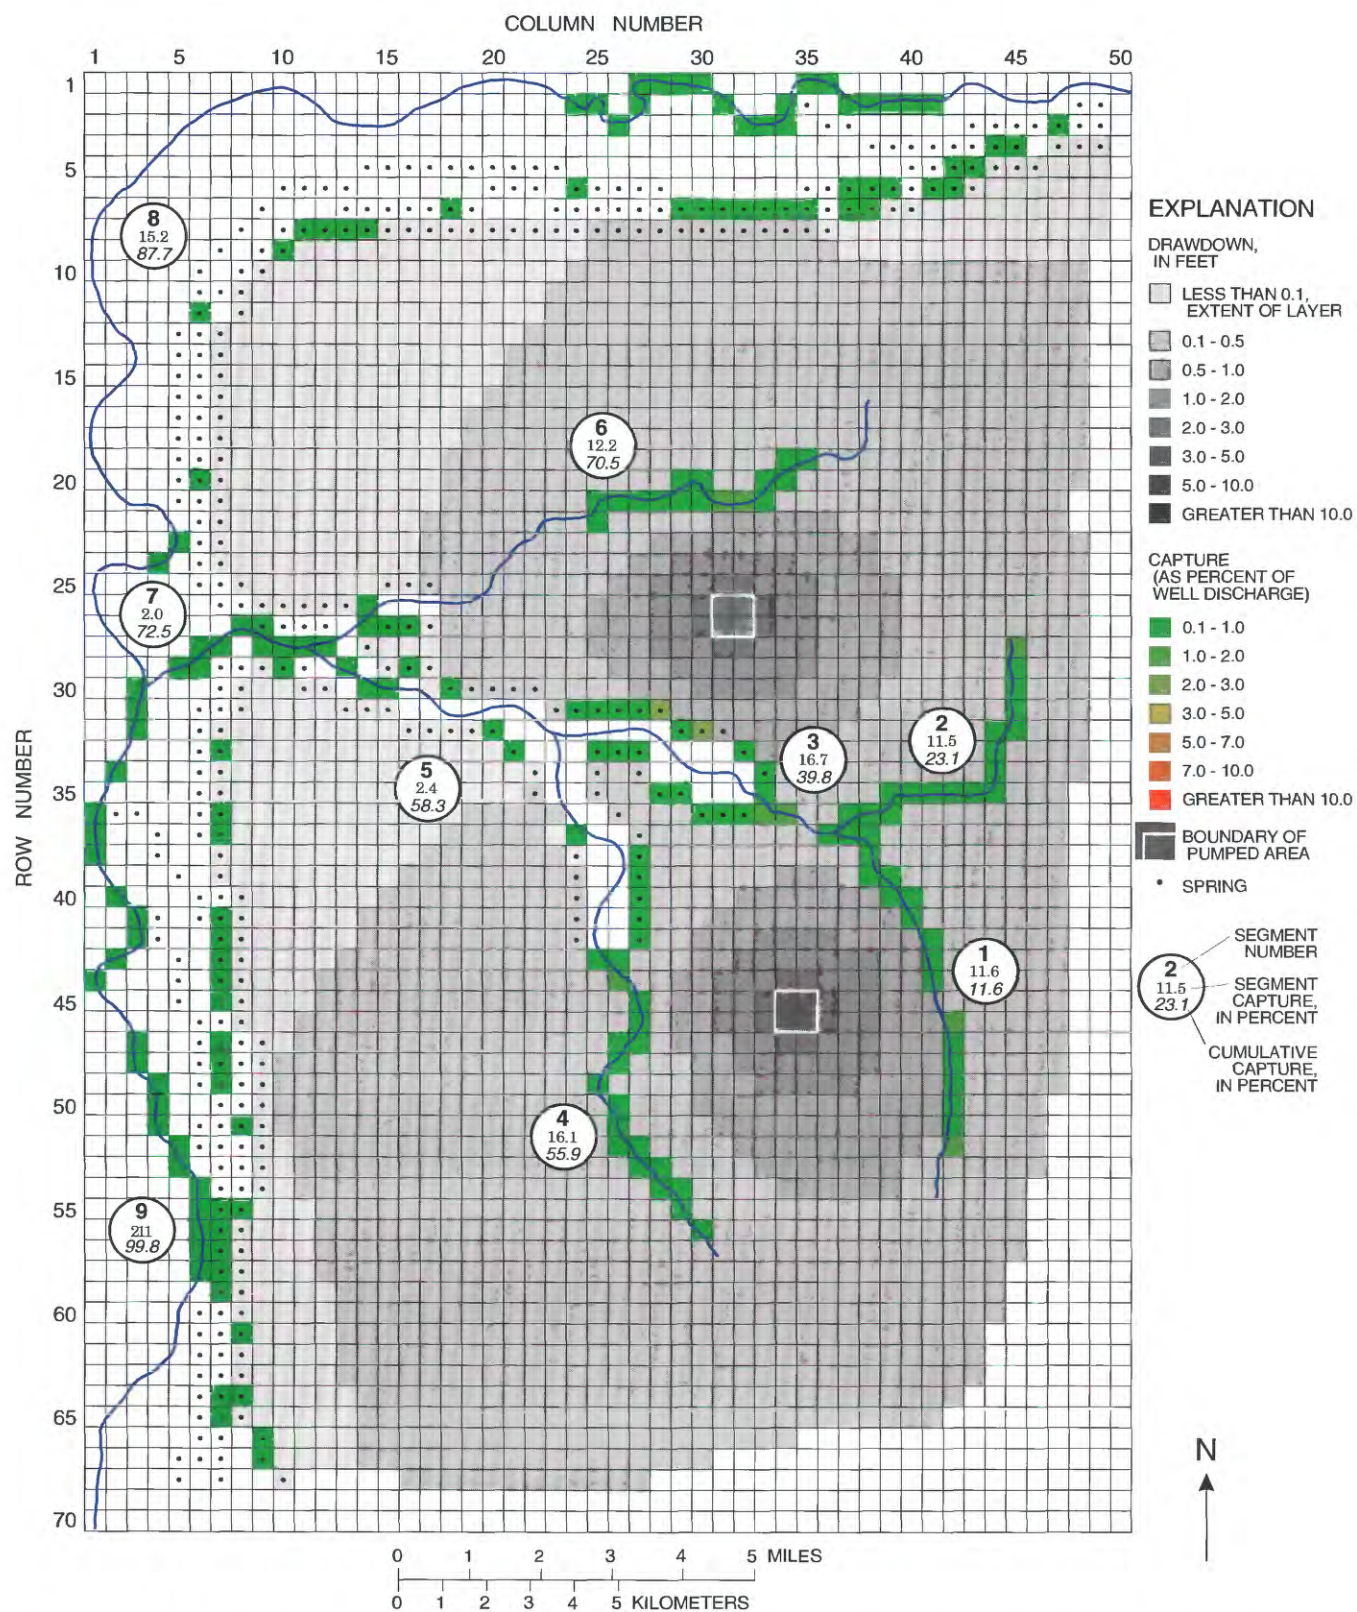 COLUMN NUMBER
1 5 10 15 20 25 30 35 40 45 50
1
5
10
15
20
25
30
35
40
45
50
55
60
65
70
ROW NUMBER
8
15.2
87.7
6
12.2
70.5
7
2.0
72.5
2
11.5
23.1
3
16.7
39.8
5
2.4
58.3
1
11.6
11.6
4
16.1
55.9
9
211
99.8
EXPLANATION
DRAWDOWN,
IN FEET
LESS THAN 0.1,
EXTENT OF LAYER
0.1 - 0.5
0.5 - 1.0
1.0 - 2.0
2.0 - 3.0
3.0 - 5.0
5.0 - 10.0
GREATER THAN 10.0
CAPTURE
(AS PERCENT OF
WELL DISCHARGE)
0.1 - 1.0
1.0 - 2.0
2.0 - 3.0
3.0 - 5.0
5.0 - 7.0
7.0 - 10.0
GREATER THAN 10.0
BOUNDARY OF
PUMPED AREA
SPRING
SEGMENT
NUMBER
2
11.5
23.1
SEGMENT
CAPTURE,
IN PERCENT
CUMULATIVE
CAPTURE,
IN PERCENT
N
0 1 2 3 4 5 MILES
0 1 2 3 4 5 KILOMETERS